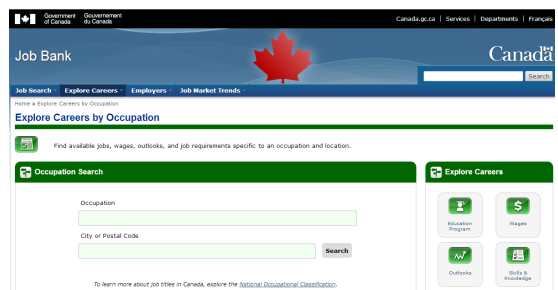 Government of Canada
Gouvernement du Canada
Canada.gc.ca | Services | Departments | Français
Job Bank
Canada
Search
Job Search
Explore Careers
Employers
Job Market Trends
Home
Explore Careers by Occupation
Explore Careers by Occupation
Find available jobs, wages, outlooks, and job requirements specific to an occupation and location.
Occupation Search
Occupation
City or Postal Code
Search
To learn more about job titles in Canada, explore the National Occupational Classification.
Explore Careers
Education Program
Wages
Outlooks
Skills & Knowledge